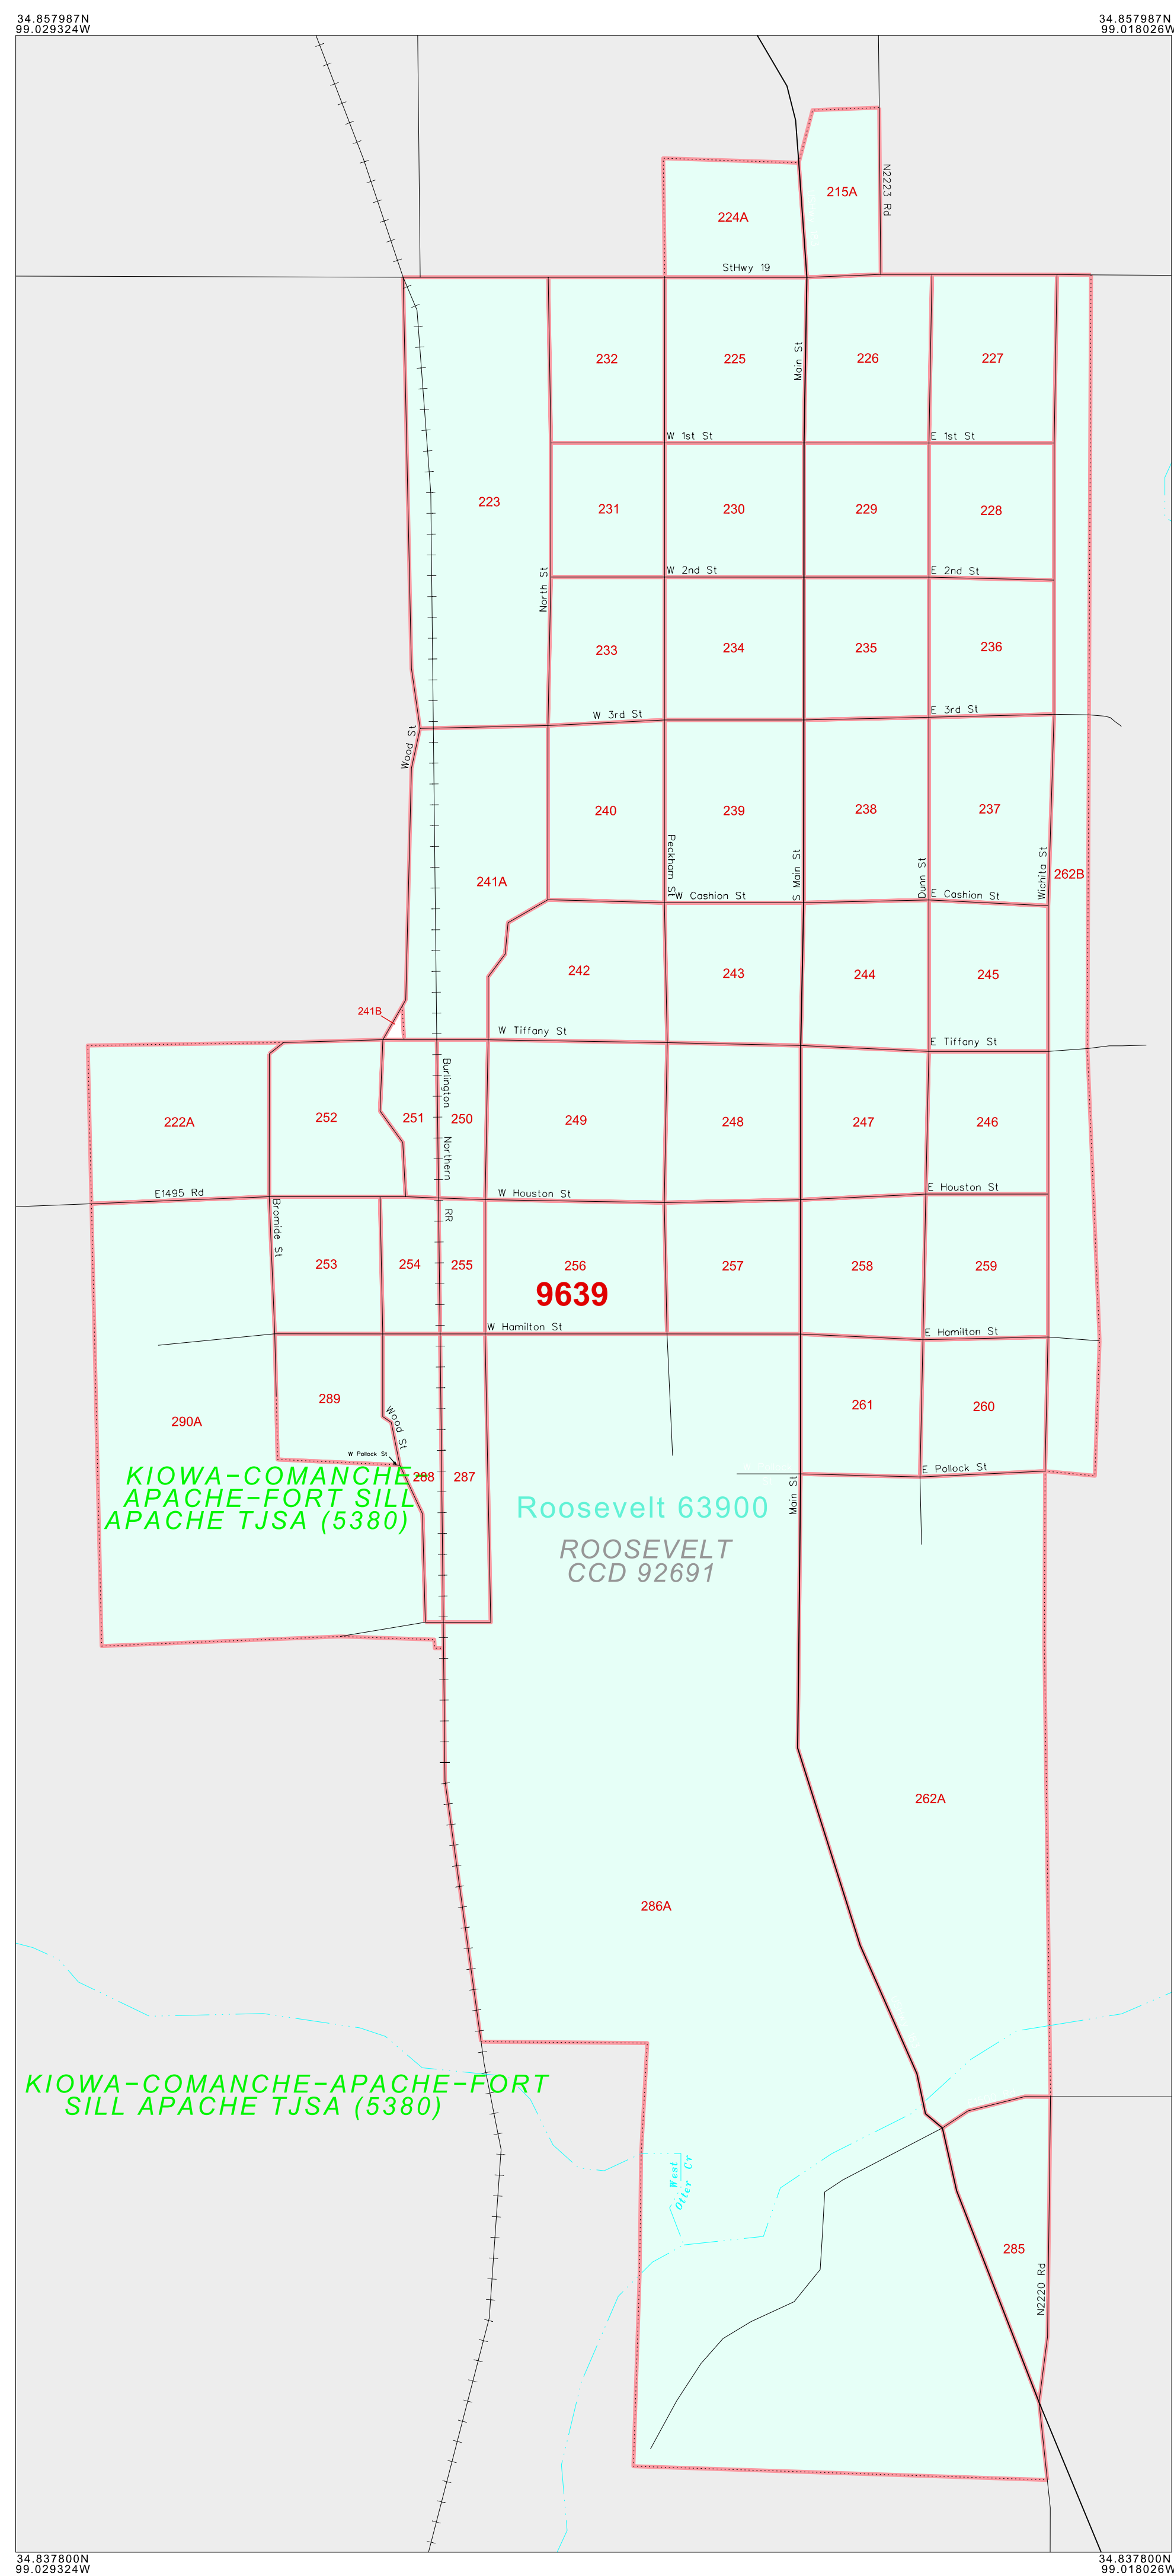 34.857987N
99.029324W
34.857987N
99.018026W
215A
N2223 Rd
224A
StHwy 19
232
225
Main St
226
227
W 1st St
E 1st St
223
231
230
229
228
W 2nd St
E 2nd St
North St
233
234
235
236
W 3rd St
E 3rd St
Wood St
240
239
238
237
Peckham St
S Main St
Dunn St
Wichita St
262B
241A
W Cashion St
E Cashion St
242
243
244
245
241B
W Tiffany St
E Tiffany St
Burlington Northern RR
222A
252
251
250
249
248
247
246
E1495 Rd
W Houston St
E Houston St
Bromide St
253
254
255
256
257
258
259
9639
W Hamilton St
E Hamilton St
289
261
260
290A
Wood St
W Pollock St
288
287
E Pollock St
KIOWA-COMANCHE-
APACHE-FORT SILL
APACHE TJSA (5380)
Main St
Roosevelt 63900
ROOSEVELT
CCD 92691
262A
286A
KIOWA-COMANCHE-APACHE-FORT
SILL APACHE TJSA (5380)
West
Otter Cr
285
N2220 Rd
34.837800N
99.029324W
34.837800N
99.018026W